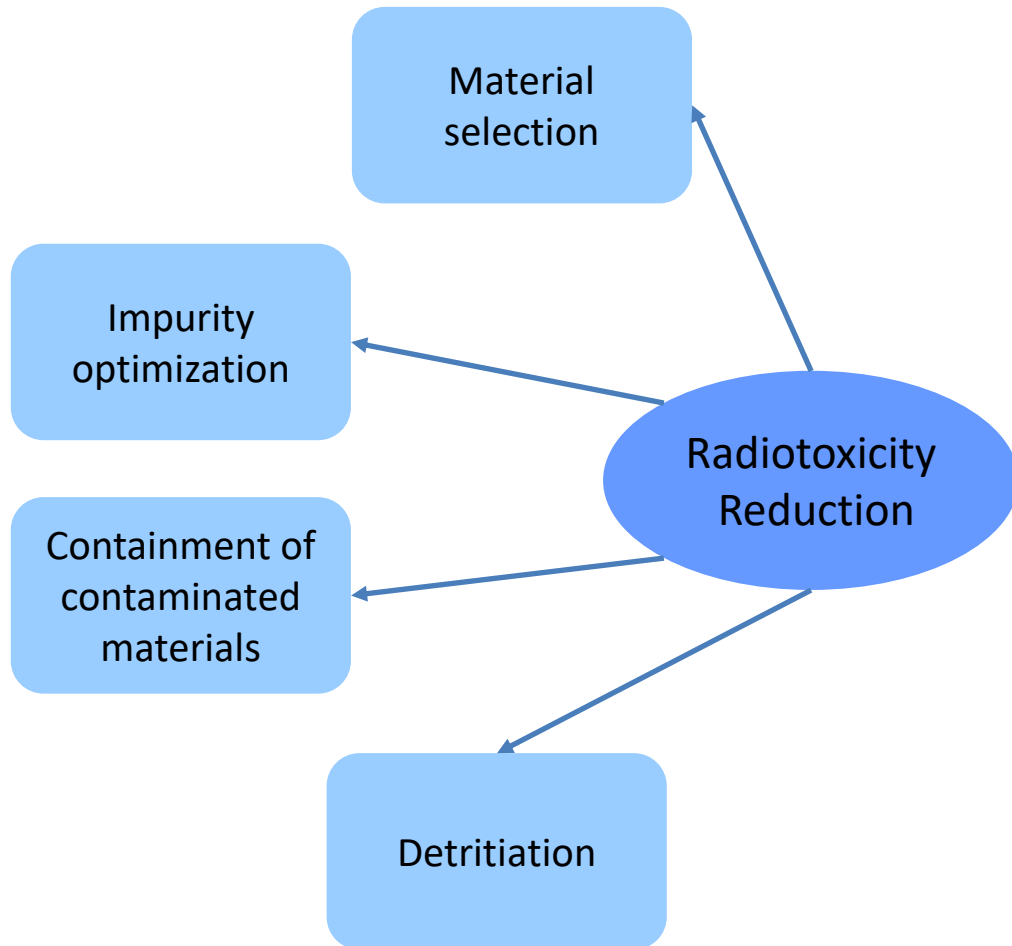 Material
selection
Impurity
optimization
Radiotoxicity
Reduction
Containment of
contaminated
materials
Detritiation